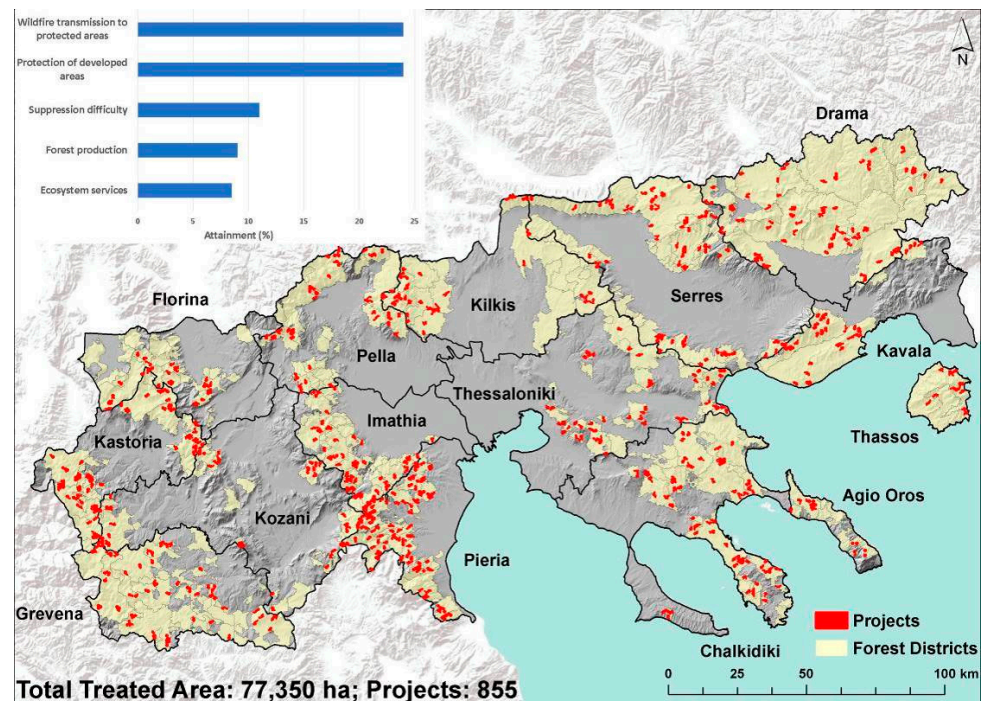 Wildfire transmission to
protected areas
Protection of developed
areas
Suppression difficulty
Forest production
Ecosystem services
0 5 10 15 20 25
Attainment (%)
N
Drama
Florina
Kilkis
Serres
Pella
Kavala
Thessaloniki
Imathia
Kastoria
Thassos
Agio Oros
Kozani
Pieria
Grevena
Projects
Forest Districts
Chalkidiki
0 25 50 100 km
Total Treated Area: 77,350 ha; Projects: 855